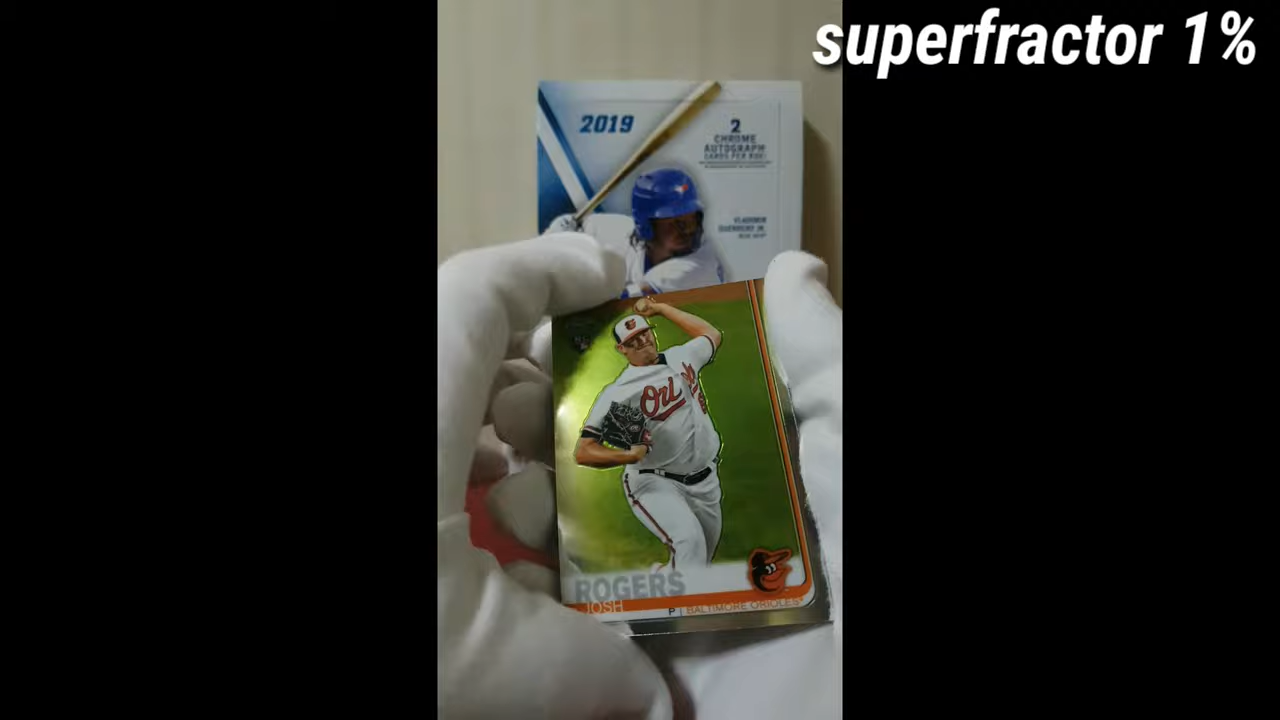 superfractor 1%
2019
2
CHROME
AUTOGRAPH
CARDS PER BOX!
VLADIMIR
GUERRERO JR.
ROGERS
JOSH
P | BALTIMORE ORIOLES